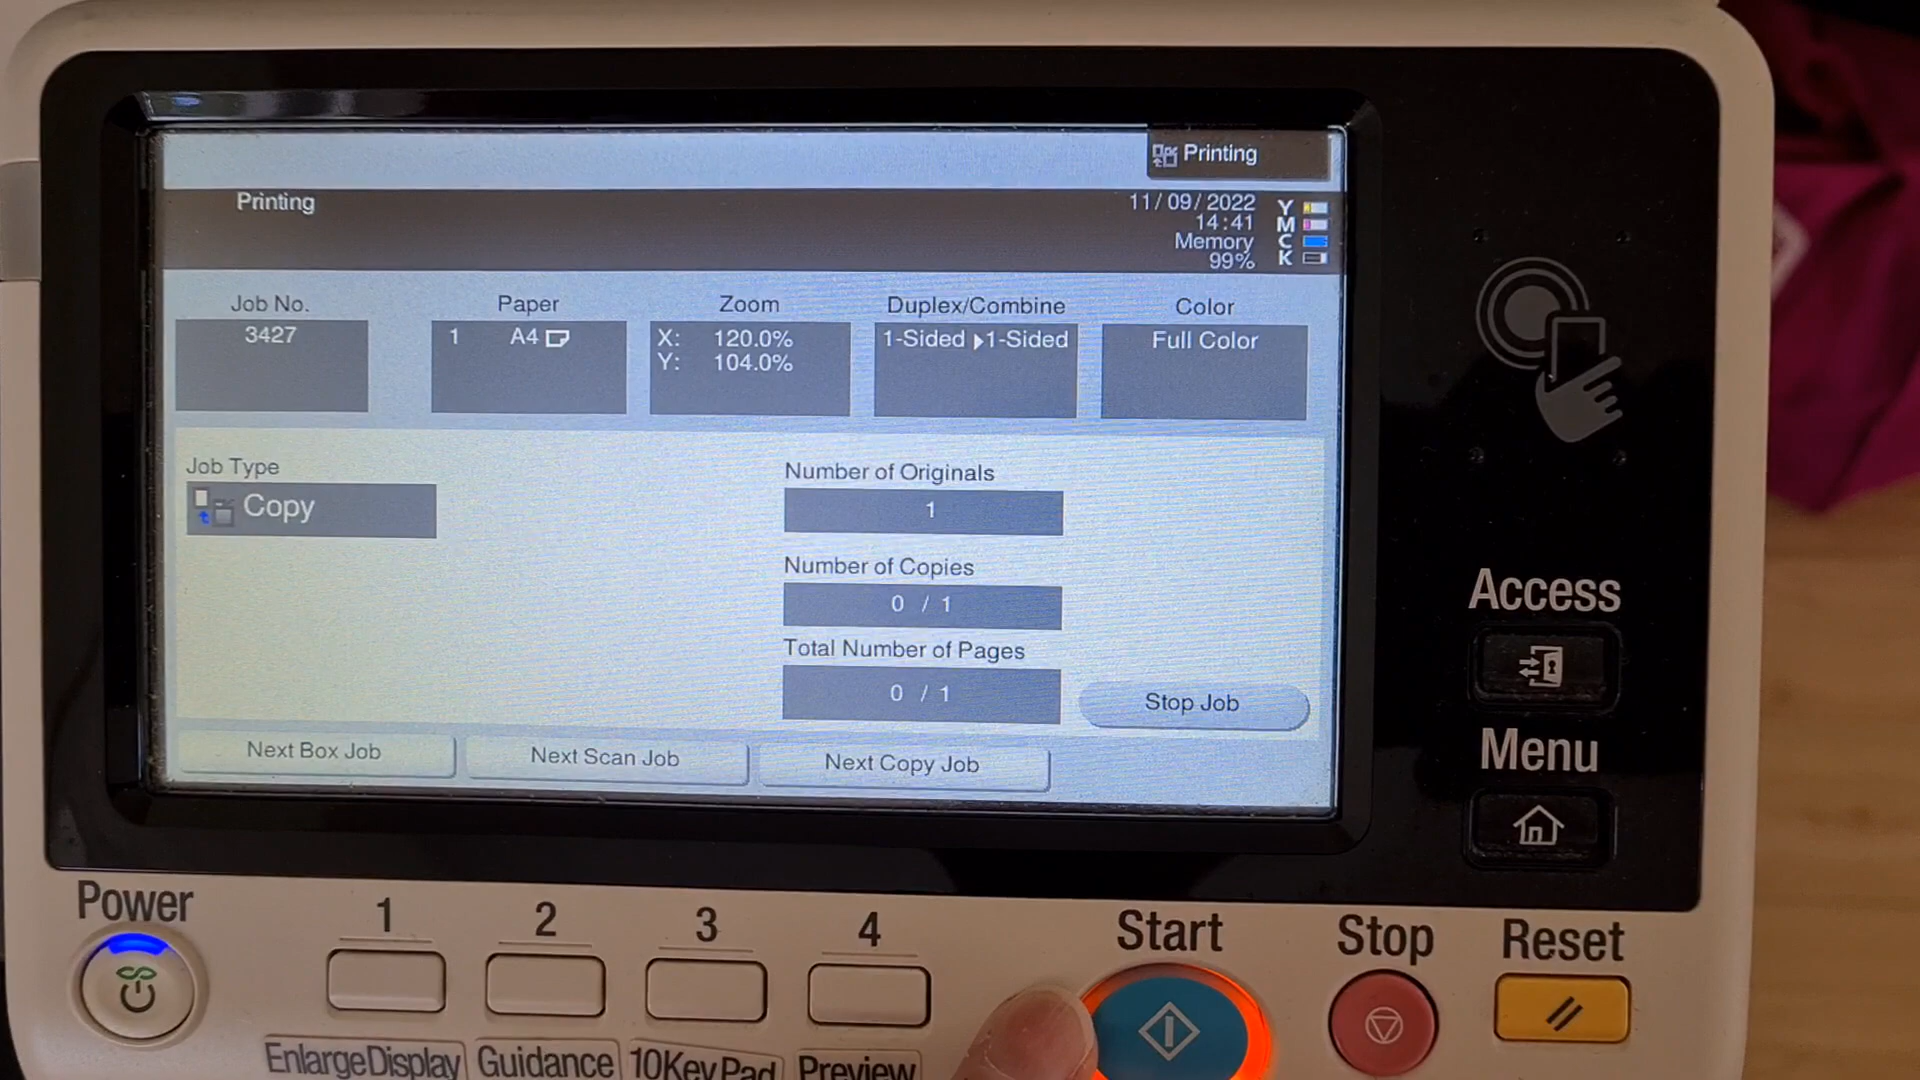 Printing
Printing
11/09/2022
14:41
Memory
99%
Y
M
C
K
Job No.
3427
Paper
1 A4
Zoom
X: 120.0%
Y: 104.0%
Duplex/Combine
1-Sided 1-Sided
Color
Full Color
Job Type
Copy
Number of Originals
1
Number of Copies
0 / 1
Total Number of Pages
0 / 1
Stop Job
Next Box Job
Next Scan Job
Next Copy Job
Access
Menu
Power
1
2
3
4
Start
Stop
Reset
EnlargeDisplay
Guidance
10KeyPad
Preview